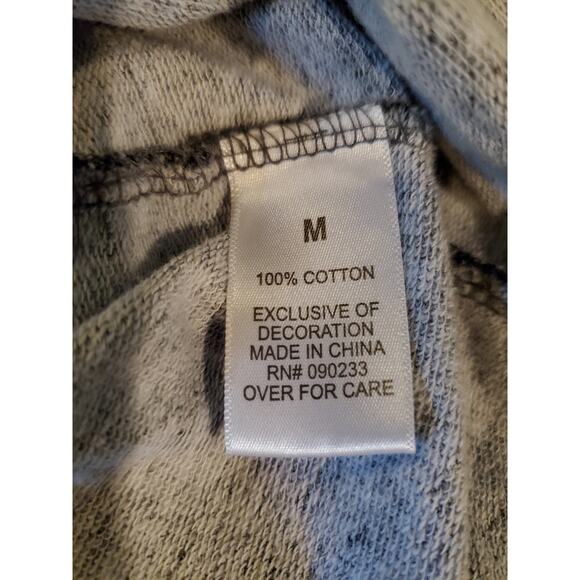 M
100% COTTON
EXCLUSIVE OF
DECORATION
MADE IN CHINA
RN# 090233
OVER FOR CARE